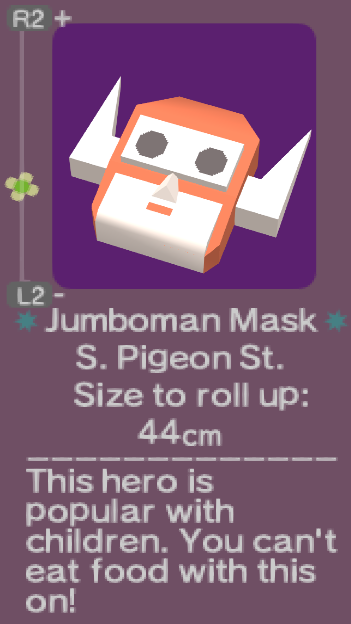 R2 +
L2 -
Jumboman Mask
S. Pigeon St.
Size to roll up:
44cm
This hero is
popular with
children. You can't
eat food with this
on!